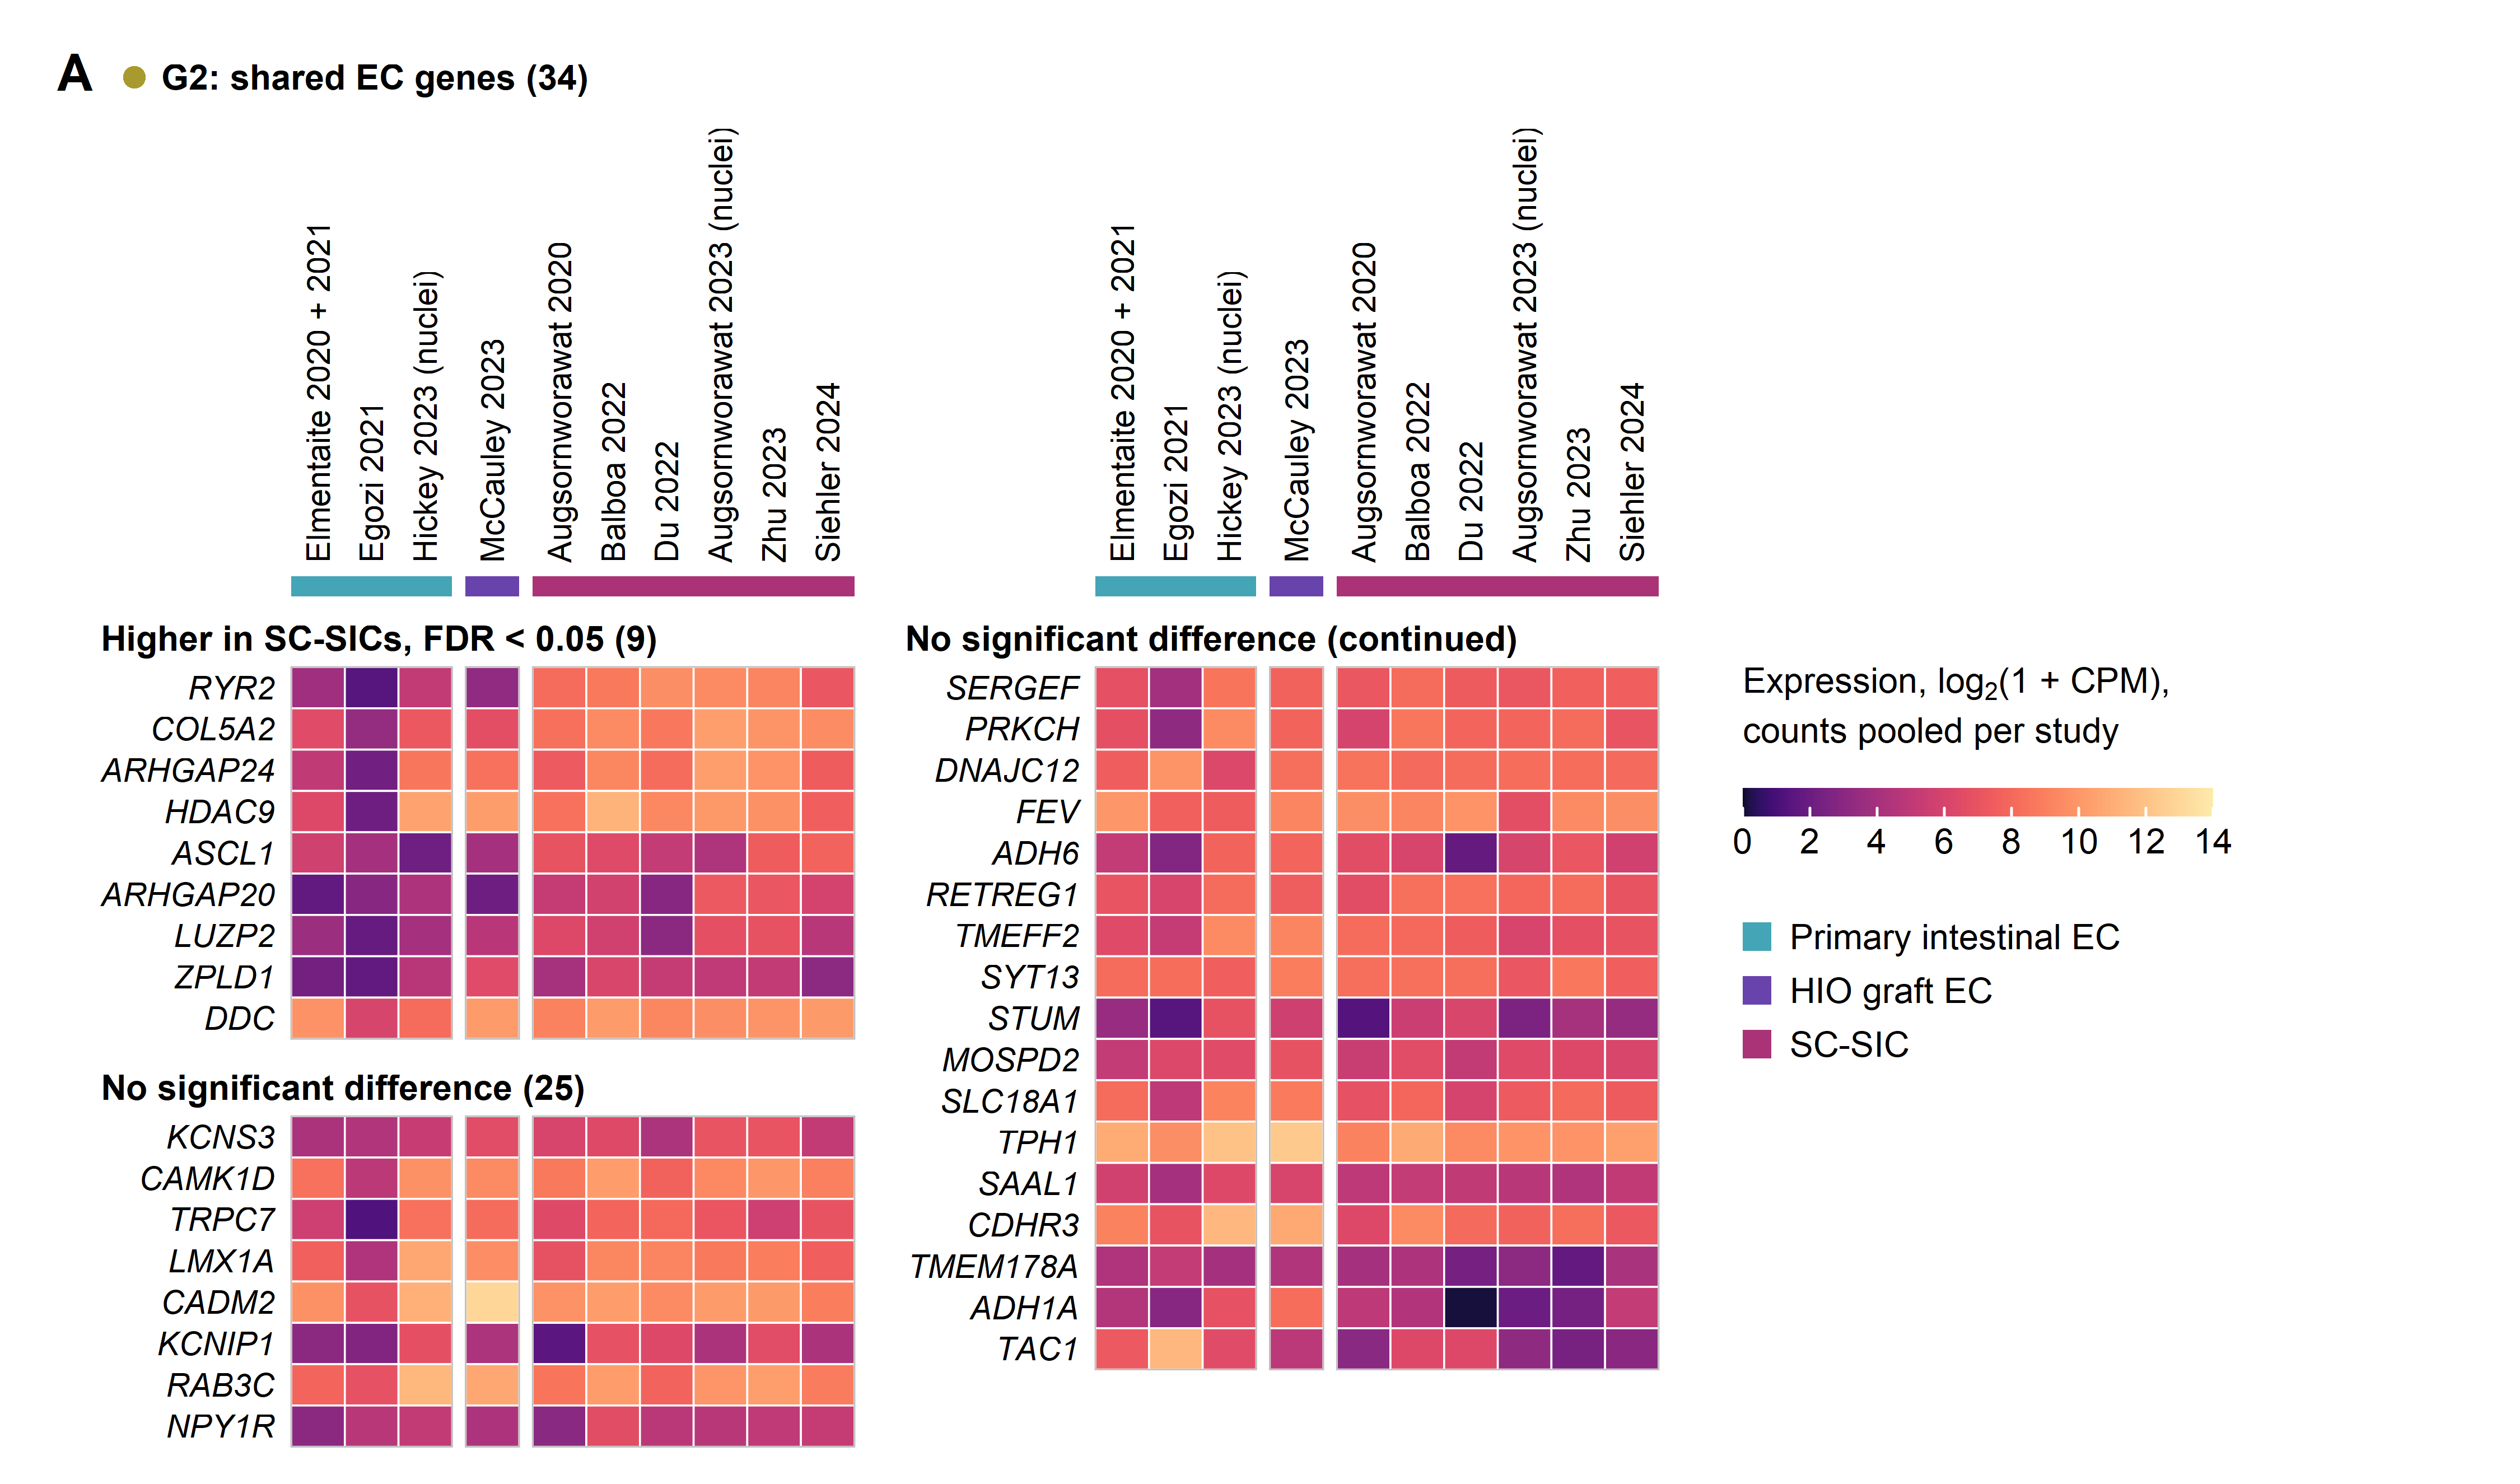 A
G2: shared EC genes (34)
Elmentaite 2020 + 2021
Egozi 2021
Hickey 2023 (nuclei)
McCauley 2023
Augsornworawat 2020
Balboa 2022
Du 2022
Augsornworawat 2023 (nuclei)
Zhu 2023
Siehler 2024
Higher in SC-SICs, FDR < 0.05 (9)
RYR2
COL5A2
ARHGAP24
HDAC9
ASCL1
ARHGAP20
LUZP2
ZPLD1
DDC
No significant difference (25)
KCNS3
CAMK1D
TRPC7
LMX1A
CADM2
KCNIP1
RAB3C
NPY1R
Elmentaite 2020 + 2021
Egozi 2021
Hickey 2023 (nuclei)
McCauley 2023
Augsornworawat 2020
Balboa 2022
Du 2022
Augsornworawat 2023 (nuclei)
Zhu 2023
Siehler 2024
No significant difference (continued)
SERGEF
PRKCH
DNAJC12
FEV
ADH6
RETREG1
TMEFF2
SYT13
STUM
MOSPD2
SLC18A1
TPH1
SAAL1
CDHR3
TMEM178A
ADH1A
TAC1
Expression, log2(1 + CPM),
counts pooled per study
0 2 4 6 8 10 12 14
Primary intestinal EC
HIO graft EC
SC-SIC